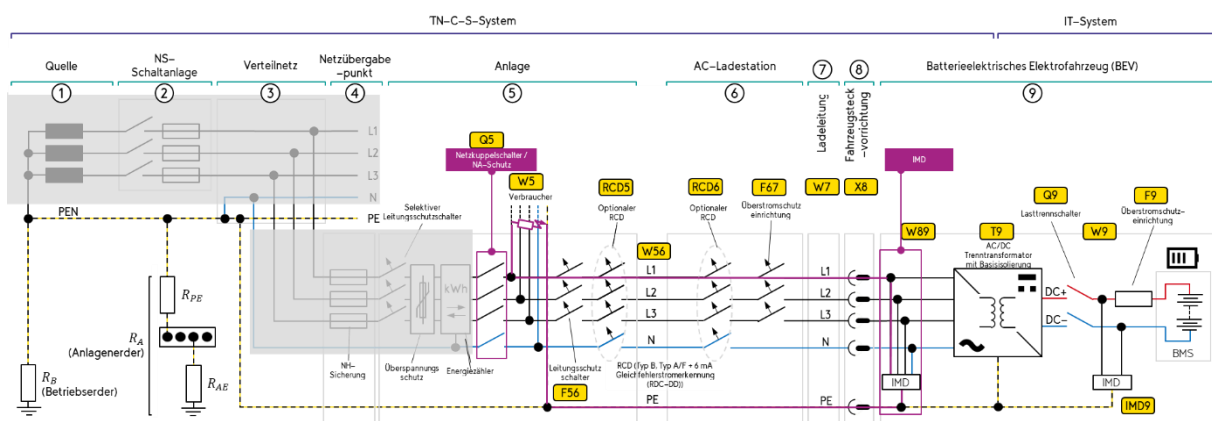 TN-C-S-System
IT-System
Quelle
NS-
Schaltanlage
Verteilnetz
Netzübergabe
-punkt
Anlage
AC-Ladestation
Ladeleitung
Fahrzeugsteck
-vorrichtung
Batterieelektrisches Elektrofahrzeug (BEV)
1
2
3
4
5
6
7
8
9
Q5
Netzkuppelschalter/
NA-Schutz
IMD
L1
L2
L3
N
PEN
PE
W5
Verbraucher
RCD5
Optionaler
RCD
RCD6
Optionaler
RCD
F67
Überstromschutz
einrichtung
W7
X8
Q9
Lasttrennschalter
F9
Überstromschutz-
einrichtung
Selektiver
Leitungsschutzschalter
W56
W89
T9
AC/DC
Trenntransformator
mit Basisisolierung
W9
kWh
L1
L2
L3
N
L1
L2
L3
N
DC+
DC-
BMS
R_PE
R_A
(Anlagenerder)
R_AE
R_B
(Betriebserder)
NH-
Sicherung
Überspannungs
schutz
Energiezähler
Leitungsschutz
schalter
RCD (Typ B, Typ A/F + 6 mA
Gleichfehlerstromerkennung
(RDC-DD))
F56
IMD
IMD
PE
PE
IMD9